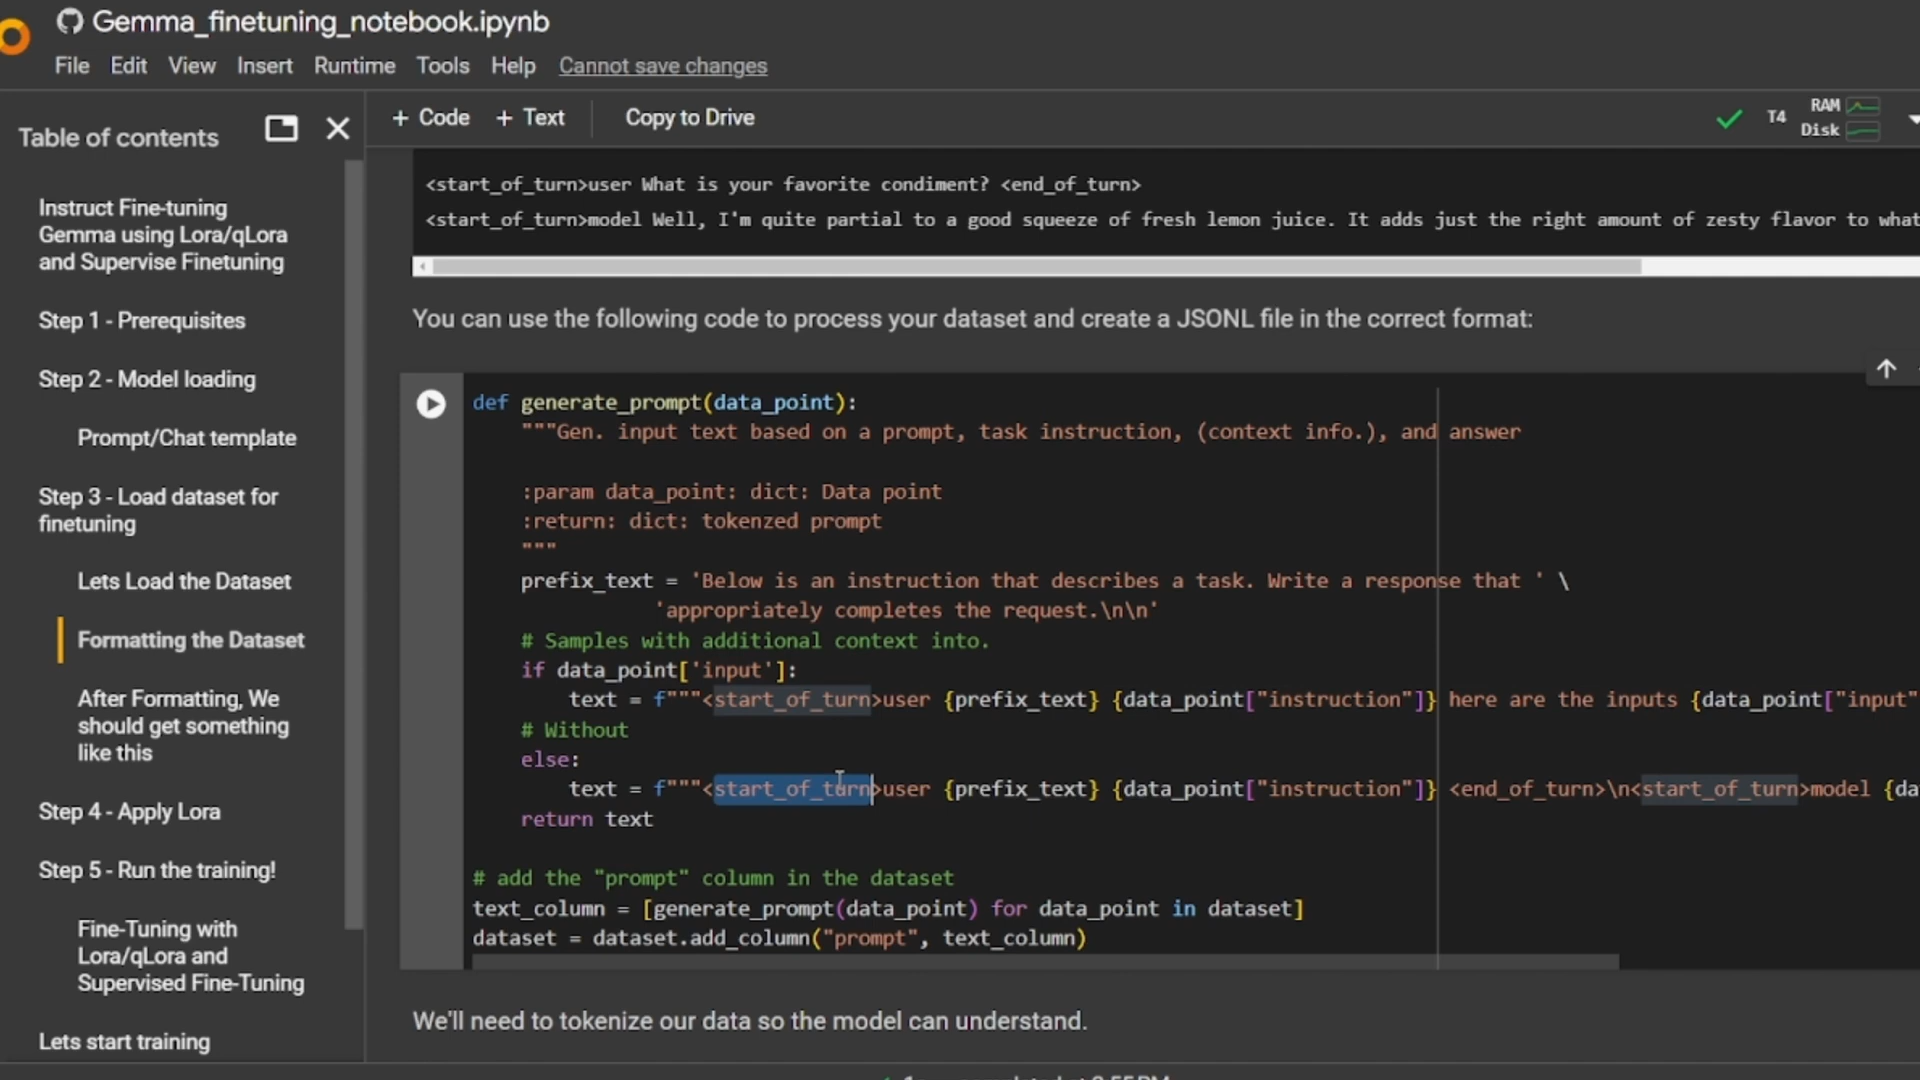 Gemma_finetuning_notebook.ipynb
File Edit View Insert Runtime Tools Help Cannot save changes
Table of contents
+ Code + Text Copy to Drive
T4 RAM
Disk
Instruct Fine-tuning
Gemma using Lora/qLora
and Supervise Finetuning
Step 1 - Prerequisites
Step 2 - Model loading
Prompt/Chat template
Step 3 - Load dataset for
finetuning
Lets Load the Dataset
Formatting the Dataset
After Formatting, We
should get something
like this
Step 4 - Apply Lora
Step 5 - Run the training!
Fine-Tuning with
Lora/qLora and
Supervised Fine-Tuning
Lets start training
<start_of_turn>user What is your favorite condiment? <end_of_turn>
<start_of_turn>model Well, I'm quite partial to a good squeeze of fresh lemon juice. It adds just the right amount of zesty flavor to what
You can use the following code to process your dataset and create a JSONL file in the correct format:
def generate_prompt(data_point):
"""Gen. input text based on a prompt, task instruction, (context info.), and answer
:param data_point: dict: Data point
:return: dict: tokenzed prompt
"""
prefix_text = 'Below is an instruction that describes a task. Write a response that ' \
'appropriately completes the request.\n\n'
# Samples with additional context into.
if data_point['input']:
text = f"""<start_of_turn>user {prefix_text} {data_point["instruction"]} here are the inputs {data_point["input"
# Without
else:
text = f"""<start_of_turn>user {prefix_text} {data_point["instruction"]} <end_of_turn>\n<start_of_turn>model {da
return text
# add the "prompt" column in the dataset
text_column = [generate_prompt(data_point) for data_point in dataset]
dataset = dataset.add_column("prompt", text_column)
We'll need to tokenize our data so the model can understand.